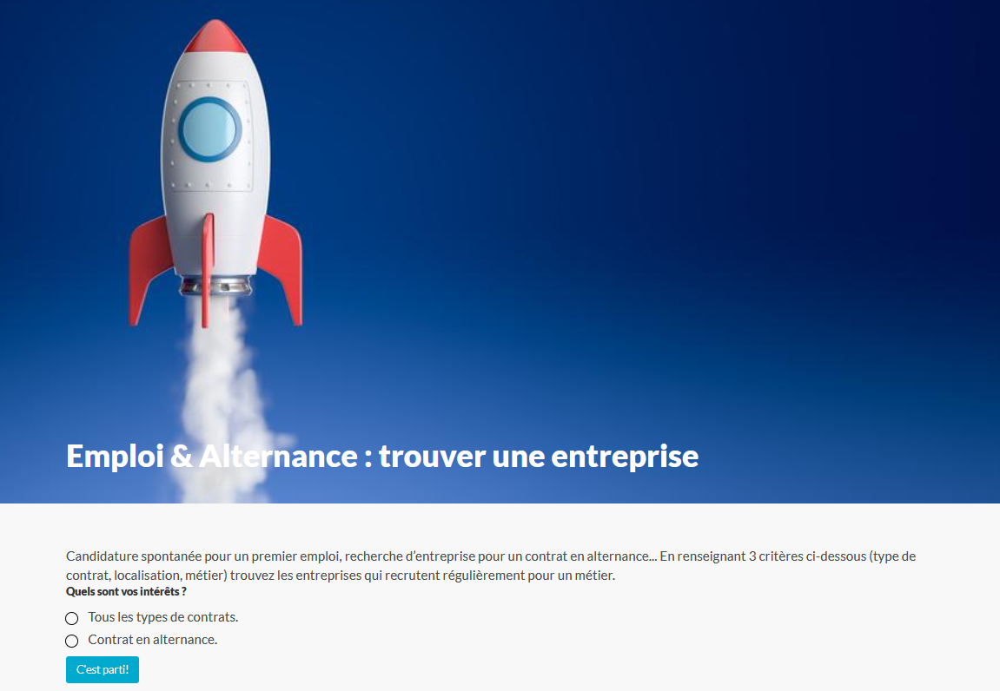 Emploi & Alternance : trouver une entreprise
Candidature spontanée pour un premier emploi, recherche d’entreprise pour un contrat en alternance... En renseignant 3 critères ci-dessous (type de
contrat, localisation, métier) trouvez les entreprises qui recrutent régulièrement pour un métier.
Quels sont vos intérêts ?
Tous les types de contrats.
Contrat en alternance.
C'est parti!